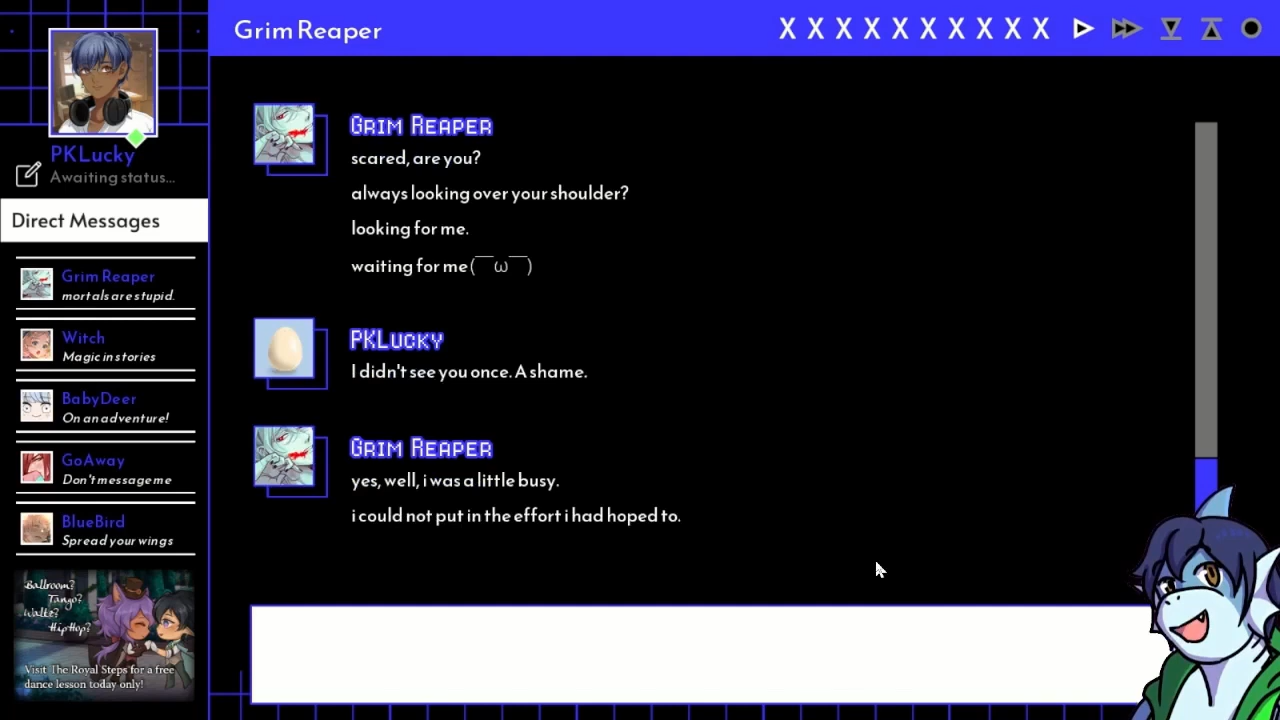 Grim Reaper
X X X X X X X X X X
PKLucky
Awaiting status...
Direct Messages
Grim Reaper
mortals are stupid.
Witch
Magic in stories
BabyDeer
On an adventure!
GoAway
Don't message me
BlueBird
Spread your wings
Ballroom?
Tango?
Waltz?
HipHop?
Visit The Royal Steps for a free
dance lesson today only!
Grim Reaper
scared, are you?
always looking over your shoulder?
looking for me.
waiting for me (￣ω￣)
PKLucky
I didn't see you once. A shame.
Grim Reaper
yes, well, i was a little busy.
i could not put in the effort i had hoped to.